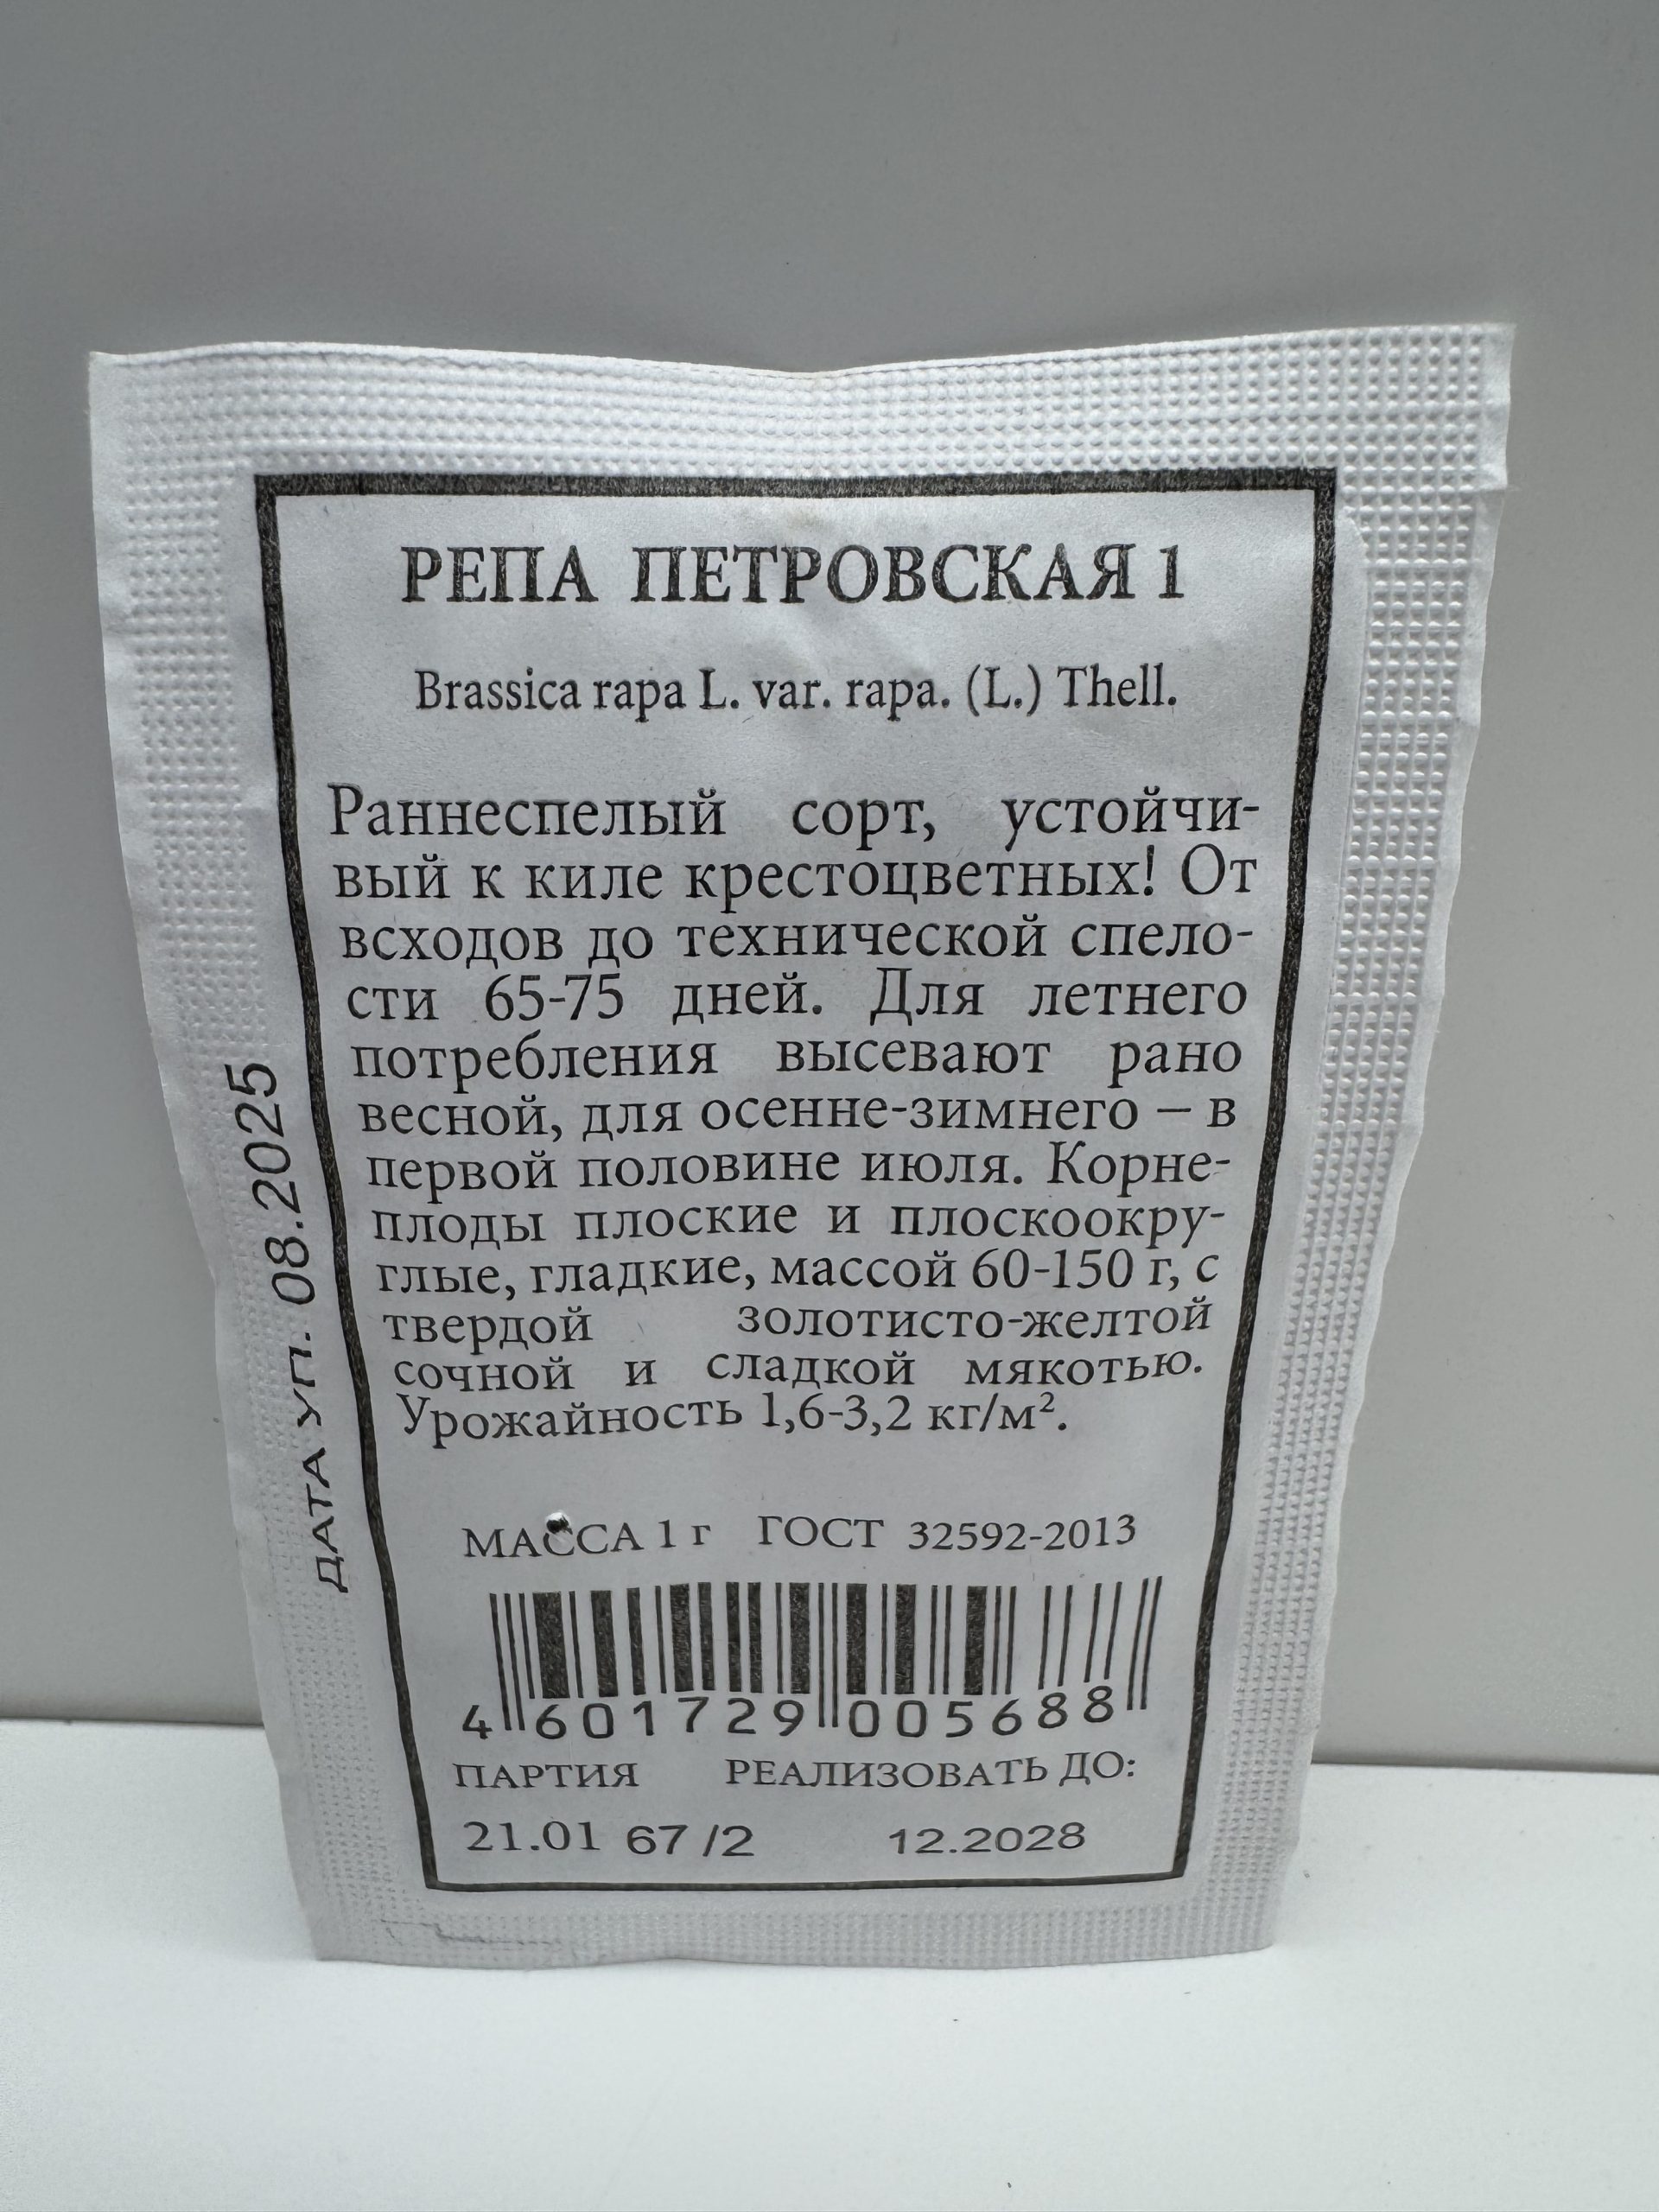 РЕПА ПЕТРОВСКАЯ 1
Brassica rapa L. var. rapa. (L.) Thell.
Раннеспелый сорт, устойчи-
вый к киле крестоцветных! От
всходов до технической спело-
сти 65-75 дней. Для летнего
потребления высевают рано
весной, для осенне-зимнего – в
первой половине июля. Корне-
плоды плоские и плоскоокру-
глые, гладкие, массой 60-150 г, с
твердой золотисто-желтой
сочной и сладкой мякотью.
Урожайность 1,6-3,2 кг/м².
МАССА 1 г ГОСТ 32592-2013
4 601729 005688
ПАРТИЯ РЕАЛИЗОВАТЬ ДО:
21.01 67 /2 12.2028
ДАТА УП. 08.2025